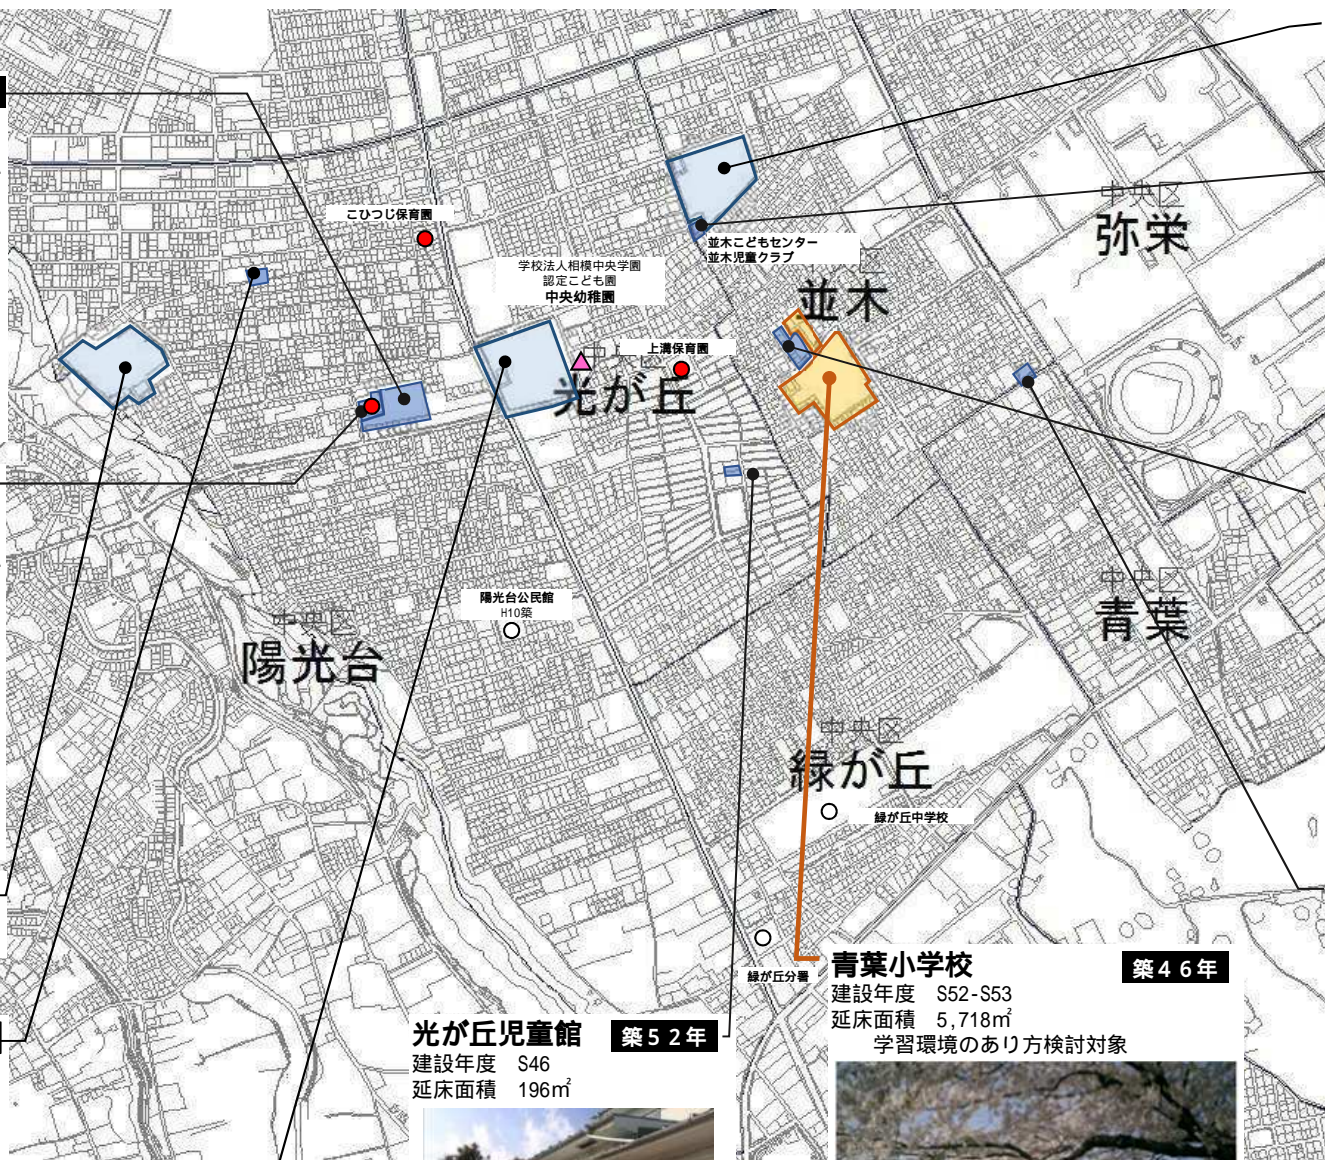 こひつじ保育園
学校法人相模中央学園
認定こども園
中央幼稚園
並木こどもセンター
並木児童クラブ
中央区
弥栄
区
並木
上溝保育園
中央区
光が丘
陽光台公民館
H10築
中央区
陽光台
中央区
青葉
中央区
緑が丘
緑が丘中学校
緑が丘分署
青葉小学校
築46年
建設年度 S52-S53
延床面積 5,718㎡
学習環境のあり方検討対象
光が丘児童館
築52年
建設年度 S46
延床面積 196㎡